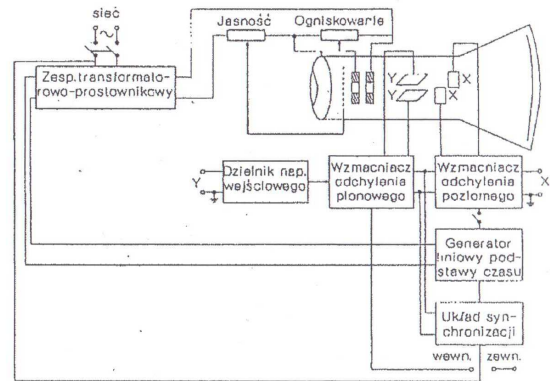 sieć
~
Jasność
Ogniskowanie
Zesp.transformato-
rowo-prostownikowy
Y
Y
X
X
Y
Dzielnik nap.
wejściowego
Wzmacniacz
odchylenia
pionowego
Wzmacniacz
odchylenia
poziomego
X
Generator
liniowy pod-
stawy czasu
Układ syn-
chronizacji
wewn.
zewn.